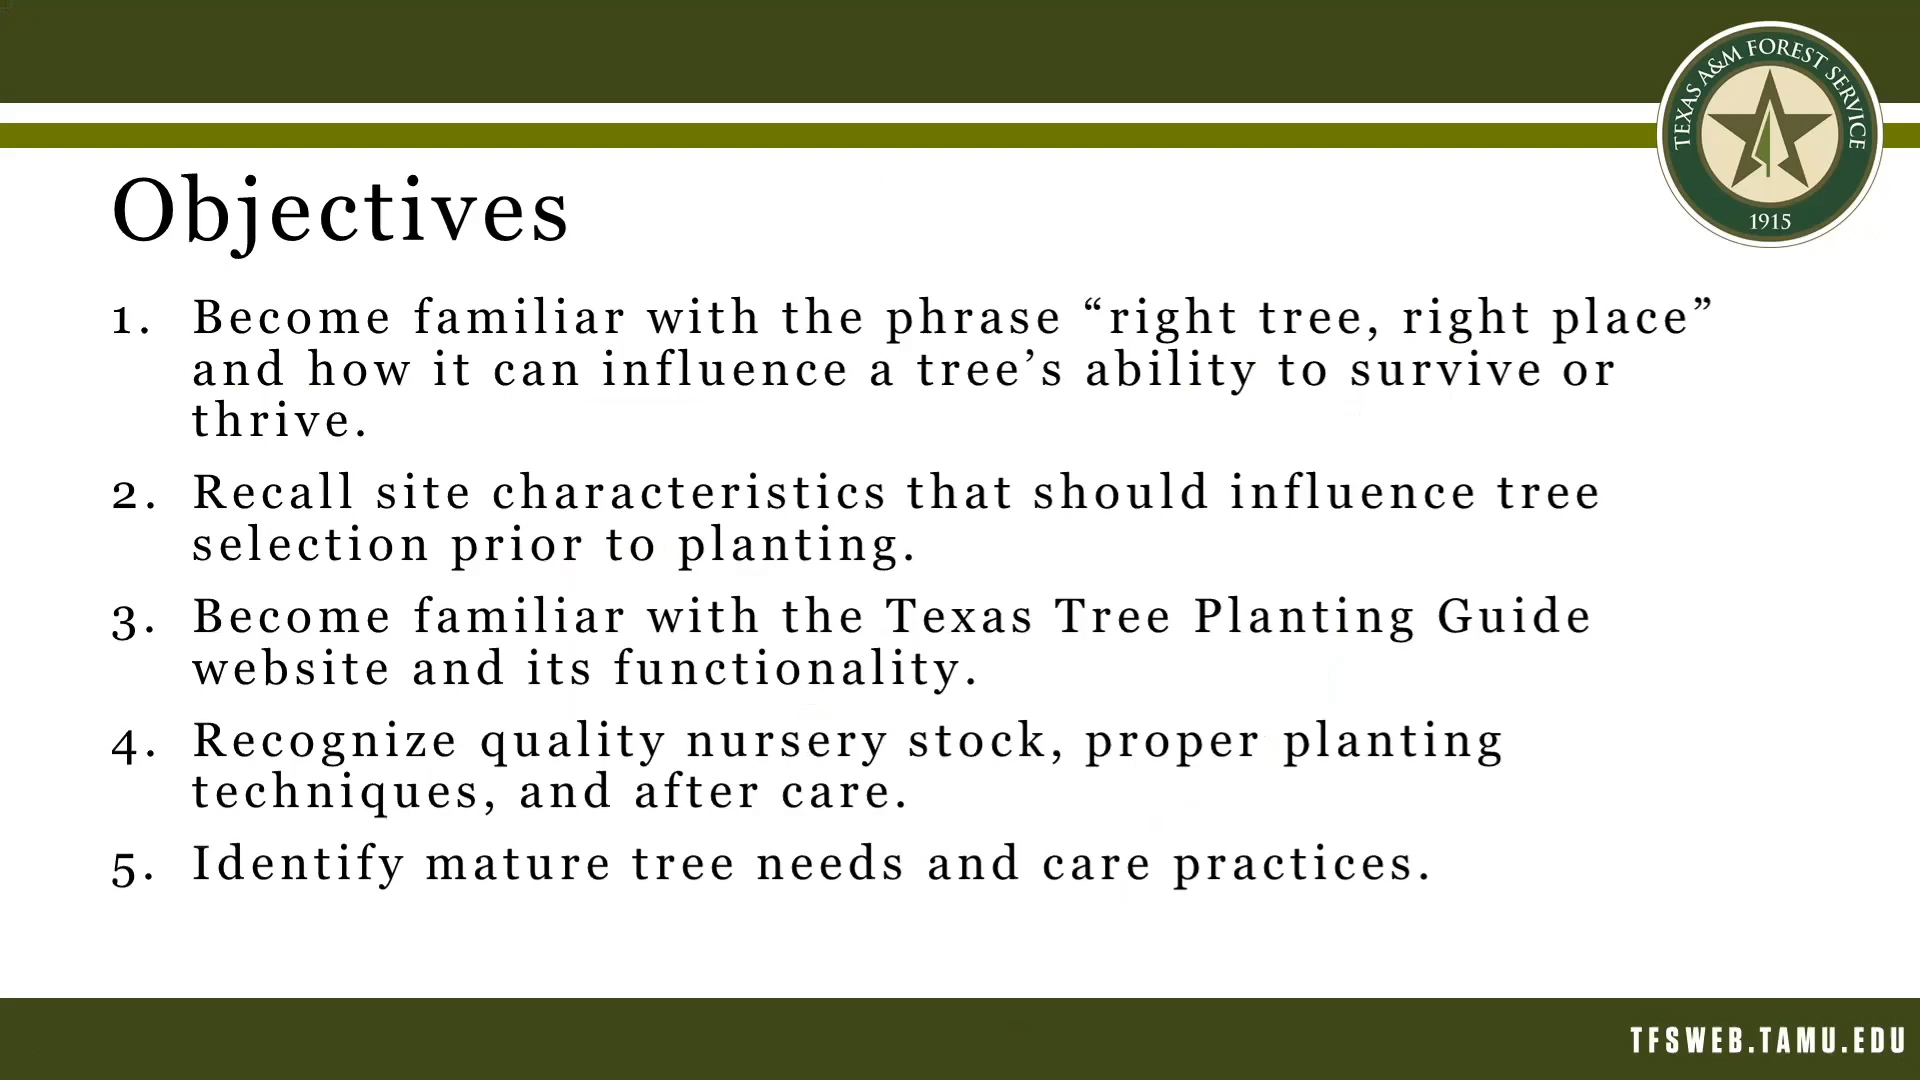 TEXAS A&M FOREST SERVICE
1915
Objectives
1. Become familiar with the phrase “right tree, right place”
and how it can influence a tree’s ability to survive or
thrive.
2. Recall site characteristics that should influence tree
selection prior to planting.
3. Become familiar with the Texas Tree Planting Guide
website and its functionality.
4. Recognize quality nursery stock, proper planting
techniques, and after care.
5. Identify mature tree needs and care practices.
TFSWEB.TAMU.EDU